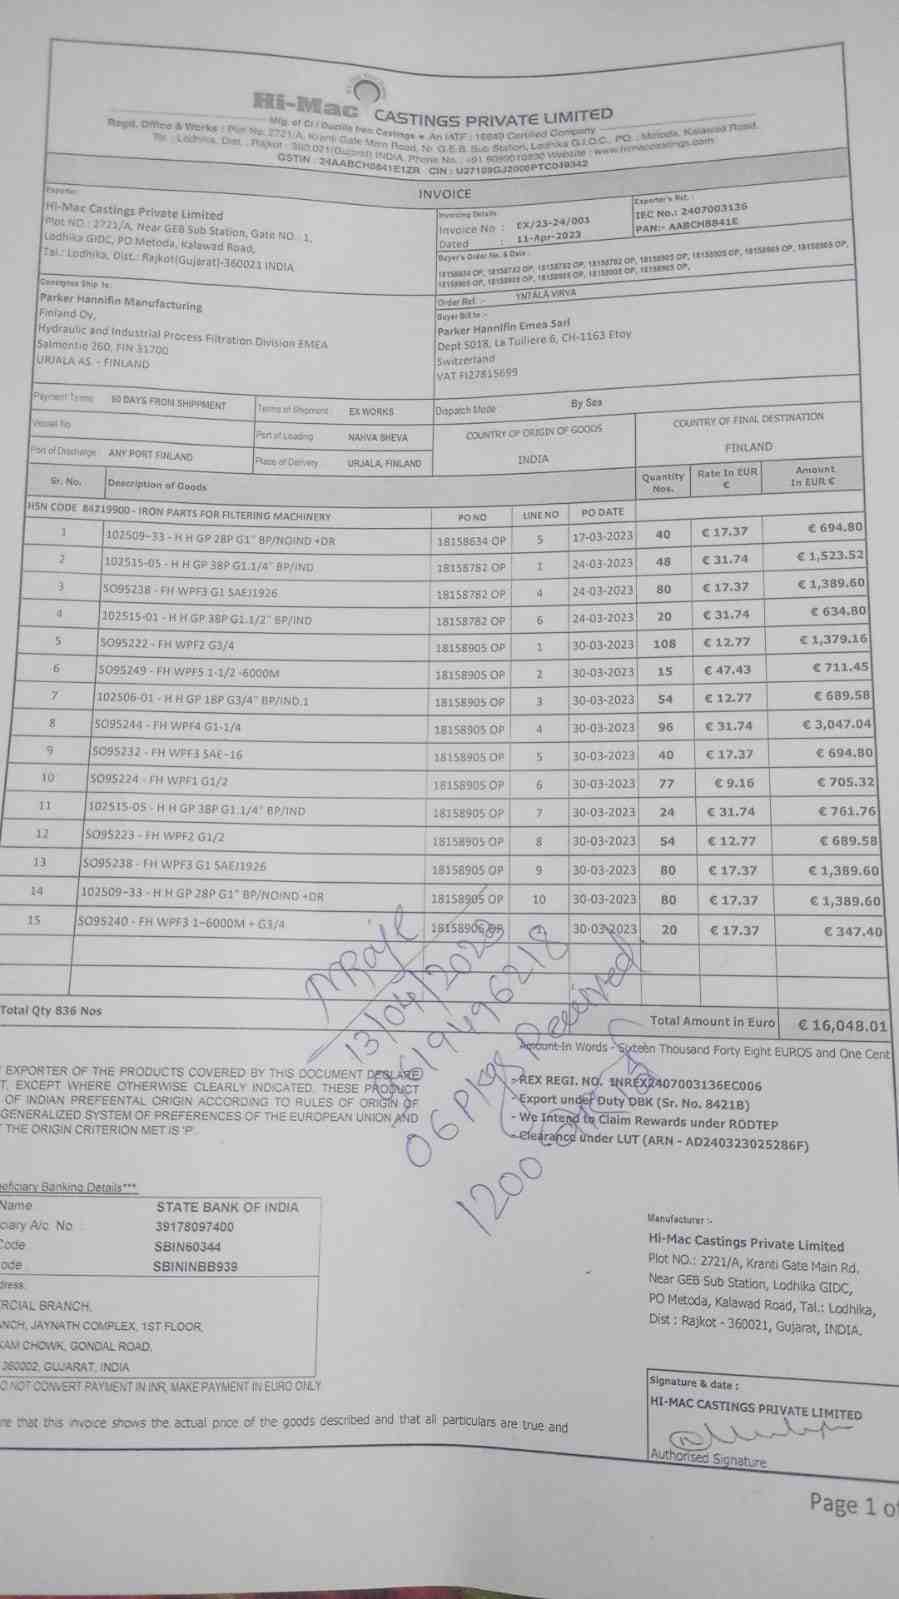 Hi-Mac CASTINGS PRIVATE LIMITED
Mfg. of CI / Ductile Iron Castings • An IATF : 16949 Certified Company
Regd. Office & Works : Plot No. 2721/A, Kranti Gate Main Road, Nr. G.E.B. Sub Station, Lodhika G.I.D.C., PO. : Metoda, Kalawad Road,
Tal. : Lodhika, Dist. : Rajkot - 360 021(Gujarat) INDIA, Phone No. : +91 Website : www.himaccastings.com
GSTIN : 24AABCH8841E1ZR CIN : U27109GJ2000PTC038342
INVOICE
Exporter
Hi-Mac Castings Private Limited
Plot NO.: 2721/A, Near GEB Sub Station, Gate NO.: 1,
Lodhika GIDC, PO Metoda, Kalawad Road,
Tal.: Lodhika, Dist.: Rajkot(Gujarat)-360021 INDIA
Invoicing Details
Invoice No : EX/23-24/003
Dated : 11-Apr-2023
Exporter's Ref. :
IEC No.: 2407003136
PAN:- AABCH8841E
Buyer's Order No. & Date :
18158634 OP, 18158782 OP, 18158782 OP, 18158782 OP, 18158905 OP, 18158905 OP, 18158905 OP, 18158905 OP,
18158905 OP, 18158905 OP, 18158905 OP, 18158905 OP, 18158905 OP,
Order Ref. :- YNTALA VIRVA
Consignee Ship to:
Parker Hannifin Manufacturing
Finland Oy,
Hydraulic and Industrial Process Filtration Division EMEA
Salmentie 260, FIN 31700
URJALA AS. - FINLAND
Buyer Bill to :-
Parker Hannifin Emea Sarl
Dept 5018, La Tuiliere 6, CH-1163 Etoy
Switzerland
VAT FI27815699
Payment Terms 60 DAYS FROM SHIPPMENT
Terms of Shipment EX WORKS
Dispatch Mode By Sea
Vessel No
Port of Loading NAHVA SHEVA
COUNTRY OF ORIGIN OF GOODS
INDIA
COUNTRY OF FINAL DESTINATION
FINLAND
Port of Discharge ANY PORT FINLAND
Place of Delivery URJALA, FINLAND
Sr. No. Description of Goods Quantity Nos. Rate In EUR € Amount In EUR €
HSN CODE 84219900 - IRON PARTS FOR FILTERING MACHINERY PO NO LINE NO PO DATE
1 102509-33 - H H GP 28P G1" BP/NOIND +DR 18158634 OP 5 17-03-2023 40 € 17.37 € 694.80
2 102515-05 - H H GP 38P G1.1/4" BP/IND 18158782 OP 1 24-03-2023 48 € 31.74 € 1,523.52
3 SO95238 - FH WPF3 G1 SAEJ1926 18158782 OP 4 24-03-2023 80 € 17.37 € 1,389.60
4 102515-01 - H H GP 38P G1.1/2" BP/IND 18158782 OP 6 24-03-2023 20 € 31.74 € 634.80
5 SO95222 - FH WPF2 G3/4 18158905 OP 1 30-03-2023 108 € 12.77 € 1,379.16
6 SO95249 - FH WPF5 1-1/2 -6000M 18158905 OP 2 30-03-2023 15 € 47.43 € 711.45
7 102506-01 - H H GP 18P G3/4" BP/IND.1 18158905 OP 3 30-03-2023 54 € 12.77 € 689.58
8 SO95244 - FH WPF4 G1-1/4 18158905 OP 4 30-03-2023 96 € 31.74 € 3,047.04
9 SO95232 - FH WPF3 SAE-16 18158905 OP 5 30-03-2023 40 € 17.37 € 694.80
10 SO95224 - FH WPF1 G1/2 18158905 OP 6 30-03-2023 77 € 9.16 € 705.32
11 102515-05 - H H GP 38P G1.1/4" BP/IND 18158905 OP 7 30-03-2023 24 € 31.74 € 761.76
12 SO95223 - FH WPF2 G1/2 18158905 OP 8 30-03-2023 54 € 12.77 € 689.58
13 SO95238 - FH WPF3 G1 SAEJ1926 18158905 OP 9 30-03-2023 80 € 17.37 € 1,389.60
14 102509-33 - H H GP 28P G1" BP/NOIND +DR 18158905 OP 10 30-03-2023 80 € 17.37 € 1,389.60
15 SO95240 - FH WPF3 1-6000M + G3/4 18158906 OP 30-03-2023 20 € 17.37 € 347.40
Total Qty 836 Nos
Total Amount in Euro € 16,048.01
Amount In Words - Sixteen Thousand Forty Eight EUROS and One Cent
13/04/2023
9619496218
06 Pkgs Received
1200
EXPORTER OF THE PRODUCTS COVERED BY THIS DOCUMENT DECLARE
T, EXCEPT WHERE OTHERWISE CLEARLY INDICATED, THESE PRODUCT
OF INDIAN PREFEENTAL ORIGIN ACCORDING TO RULES OF ORIGIN OF
GENERALIZED SYSTEM OF PREFERENCES OF THE EUROPEAN UNION AND
THE ORIGIN CRITERION MET IS 'P'.
- REX REGI. NO. INREX2407003136EC006
- Export under Duty DBK (Sr. No. 8421B)
- We Intend to Claim Rewards under RODTEP
- Clearance under LUT (ARN - AD240323025286F)
eficiary Banking Details***
Name STATE BANK OF INDIA
ciary A/c. No. : 39178097400
Code SBIN60344
ode SBININBB939
dress:
RCIAL BRANCH,
NCH, JAYNATH COMPLEX, 1ST FLOOR,
KAM CHOWK, GONDAL ROAD,
360002, GUJARAT, INDIA
O NOT CONVERT PAYMENT IN INR, MAKE PAYMENT IN EURO ONLY
re that this invoice shows the actual price of the goods described and that all particulars are true and
Manufacturer :-
Hi-Mac Castings Private Limited
Plot NO.: 2721/A, Kranti Gate Main Rd,
Near GEB Sub Station, Lodhika GIDC,
PO Metoda, Kalawad Road, Tal.: Lodhika,
Dist : Rajkot - 360021, Gujarat, INDIA.
Signature & date :
HI-MAC CASTINGS PRIVATE LIMITED
Authorised Signature
Page 1 of